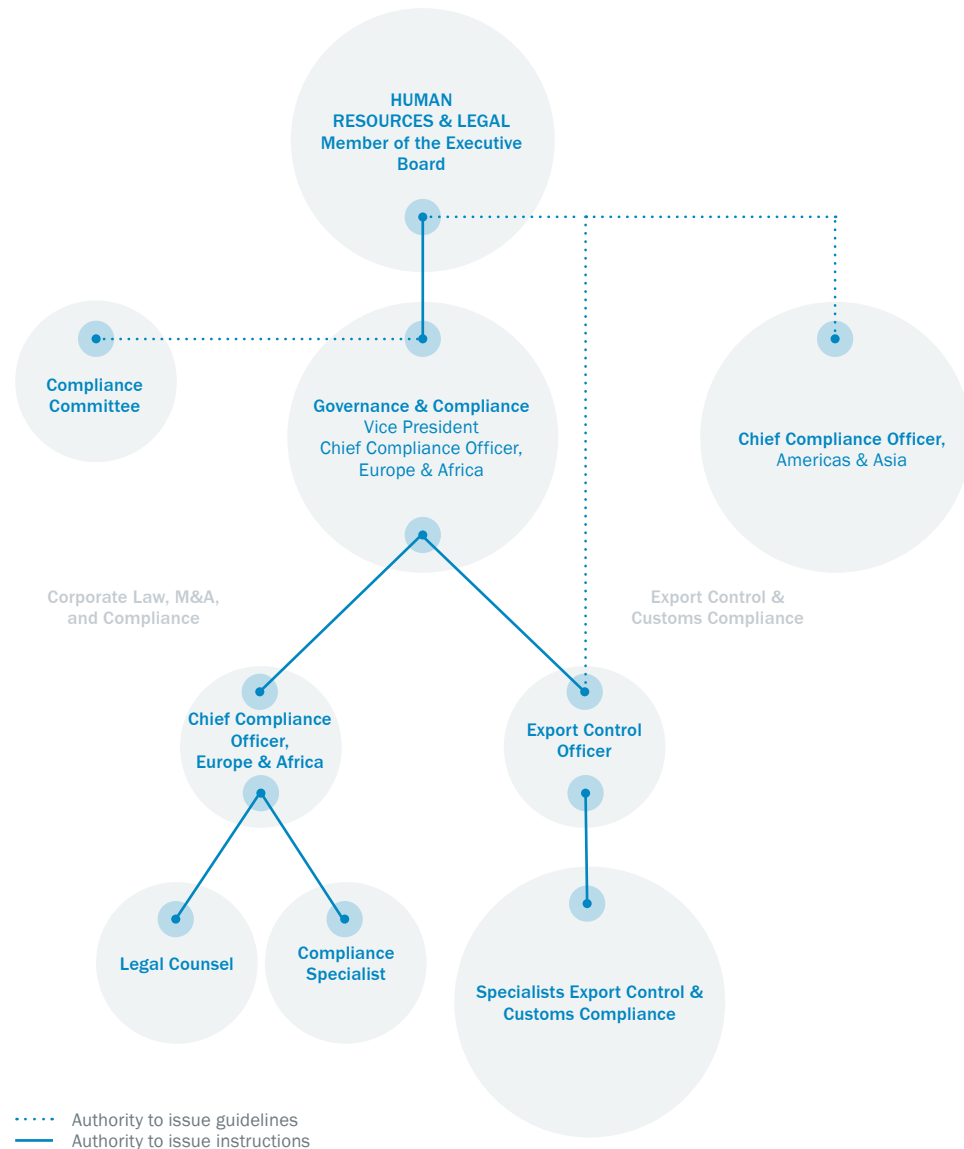 HUMAN
RESOURCES & LEGAL
Member of the Executive
Board
Compliance
Committee
Governance & Compliance
Vice President
Chief Compliance Officer,
Europe & Africa
Chief Compliance Officer,
Americas & Asia
Corporate Law, M&A,
and Compliance
Export Control &
Customs Compliance
Chief Compliance
Officer,
Europe & Africa
Export Control
Officer
Legal Counsel
Compliance
Specialist
Specialists Export Control &
Customs Compliance
Authority to issue guidelines
Authority to issue instructions